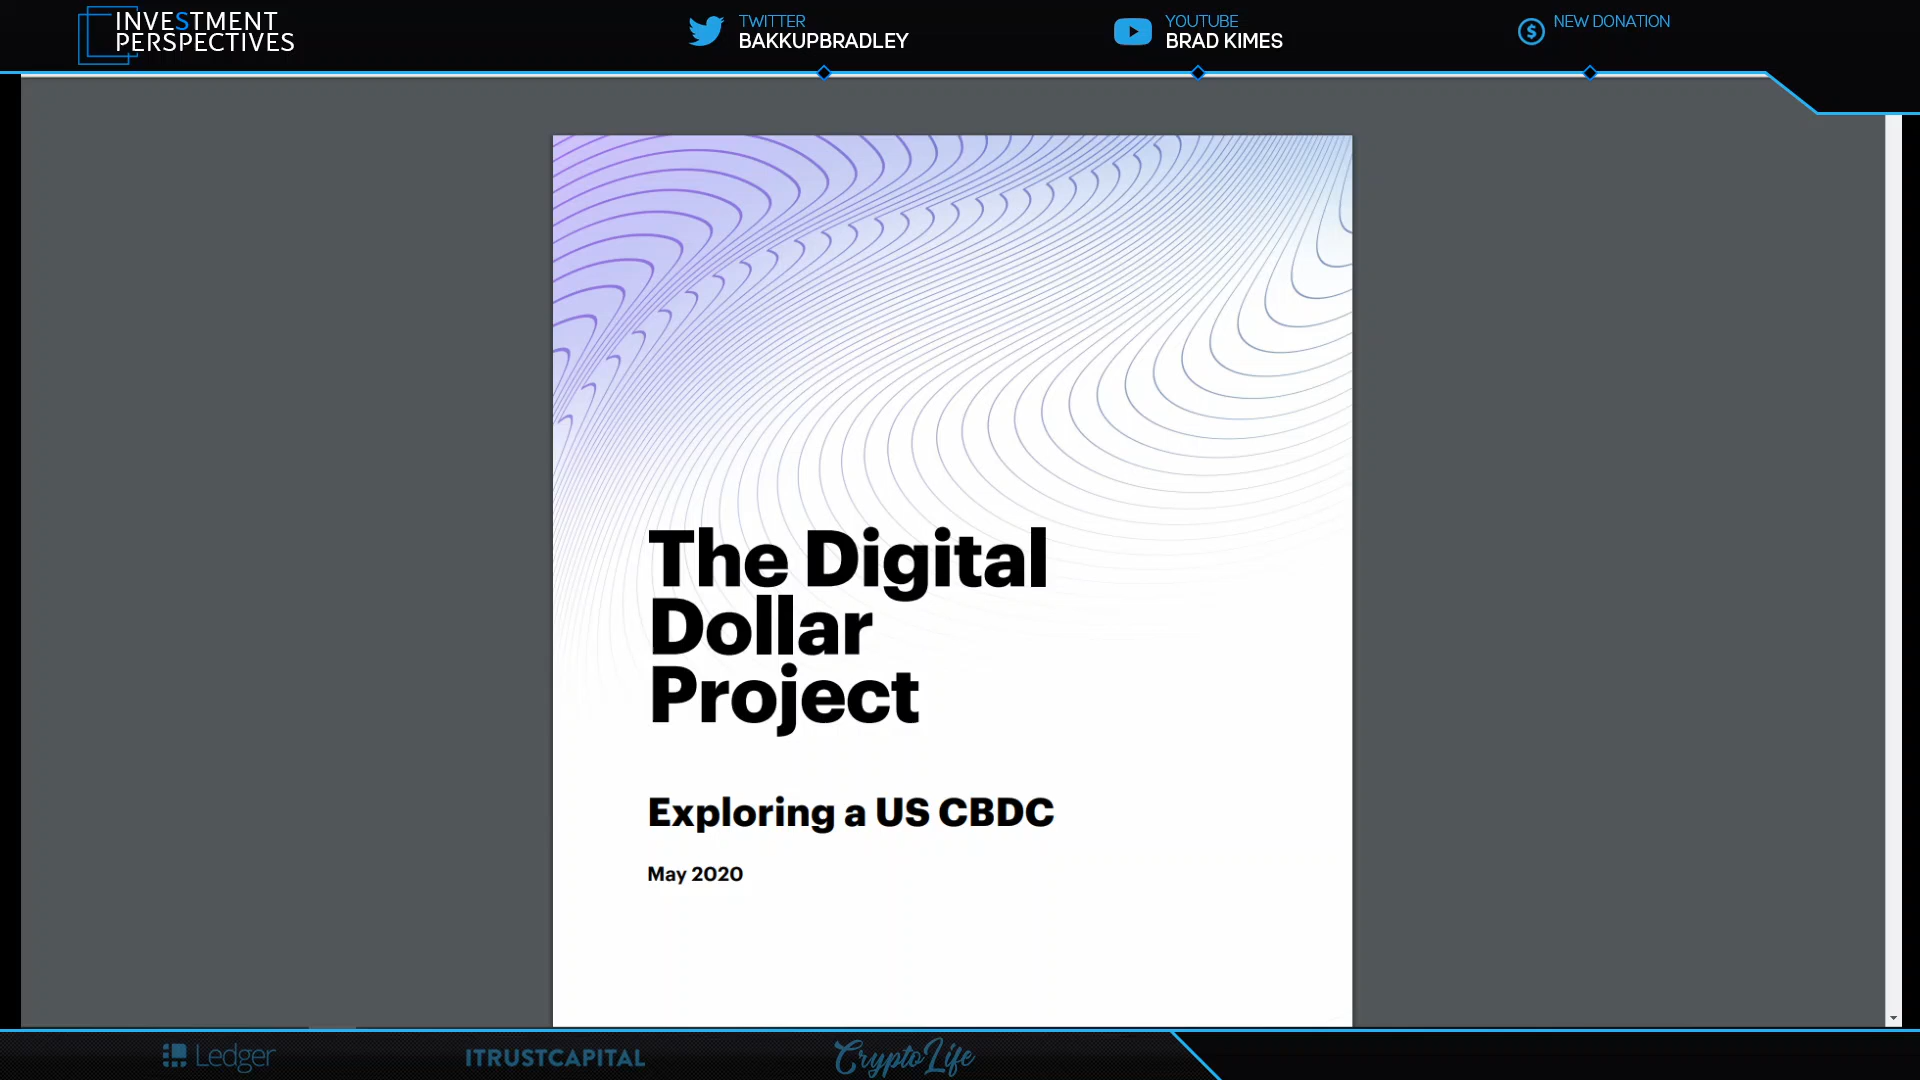 INVESTMENT
PERSPECTIVES
TWITTER
BAKKUPBRADLEY
YOUTUBE
BRAD KIMES
NEW DONATION
The Digital
Dollar
Project
Exploring a US CBDC
May 2020
Ledger
ITRUSTCAPITAL
CryptoLife